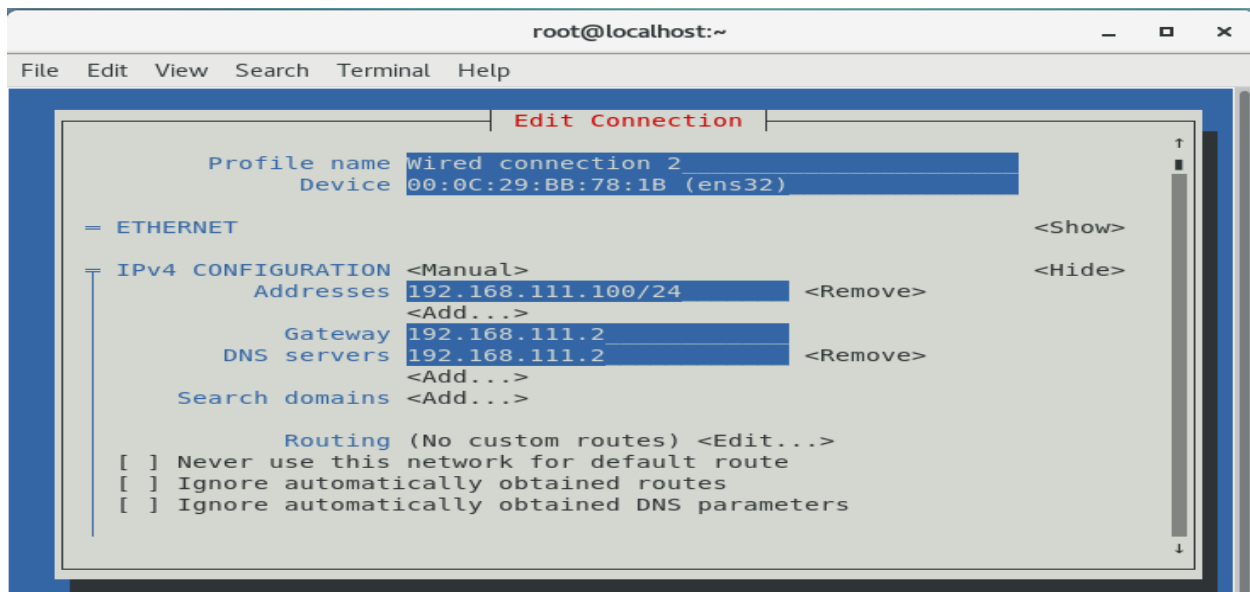 root@localhost:~
File Edit View Search Terminal Help
Edit Connection
Profile name Wired connection 2
Device 00:0C:29:BB:78:1B (ens32)
= ETHERNET <Show>
= IPv4 CONFIGURATION <Manual> <Hide>
Addresses 192.168.111.100/24 <Remove>
<Add...>
Gateway 192.168.111.2
DNS servers 192.168.111.2 <Remove>
<Add...>
Search domains <Add...>
Routing (No custom routes) <Edit...>
[ ] Never use this network for default route
[ ] Ignore automatically obtained routes
[ ] Ignore automatically obtained DNS parameters